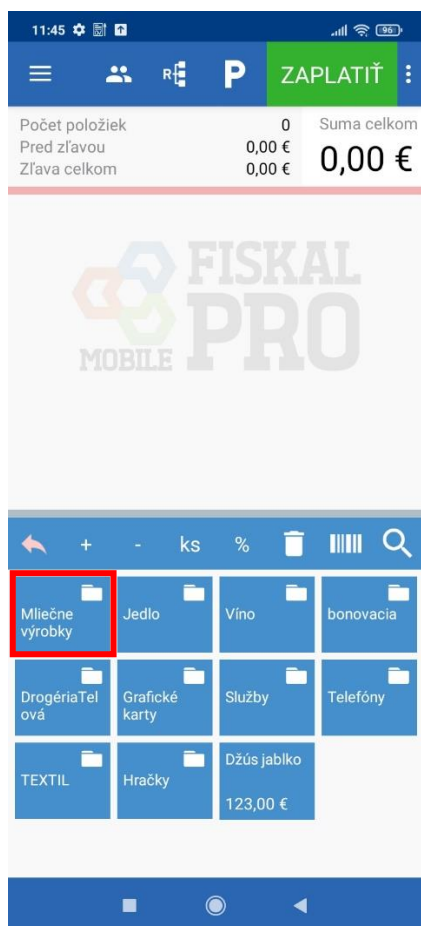 11:45
96
R
P
ZAPLATIŤ
Počet položiek 0
Pred zľavou 0,00 €
Zľava celkom 0,00 €
Suma celkom
0,00 €
FISKAL
PRO
MOBILE
+ - ks %
Mliečne
výrobky
Jedlo
Víno
bonovacia
DrogériaTel
ová
Grafické
karty
Služby
Telefóny
TEXTIL
Hračky
Džús jablko
123,00 €